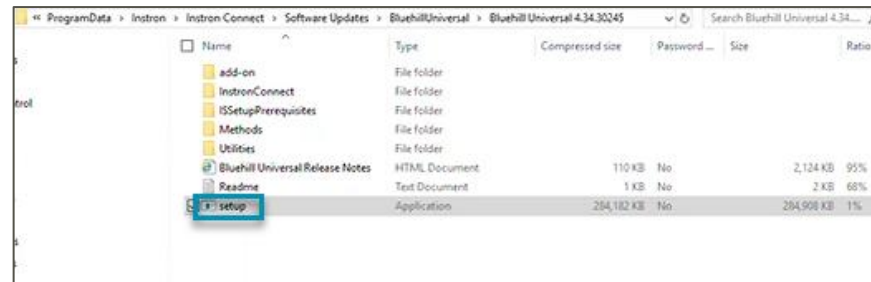 « ProgramData > Instron > Instron Connect > Software Updates > BluehillUniversal > Bluehill Universal 4.34.30245 Search Bluehill Universal 4.34....
Name Type Compressed size Password ... Size Ratio
add-on File folder
InstronConnect File folder
trol ISSetupPrerequisites File folder
Methods File folder
Utilities File folder
Bluehill Universal Release Notes HTML Document 110 KB No 2,124 KB 95%
Readme Text Document 1 KB No 2 KB 68%
setup Application 284,182 KB No 284,908 KB 1%